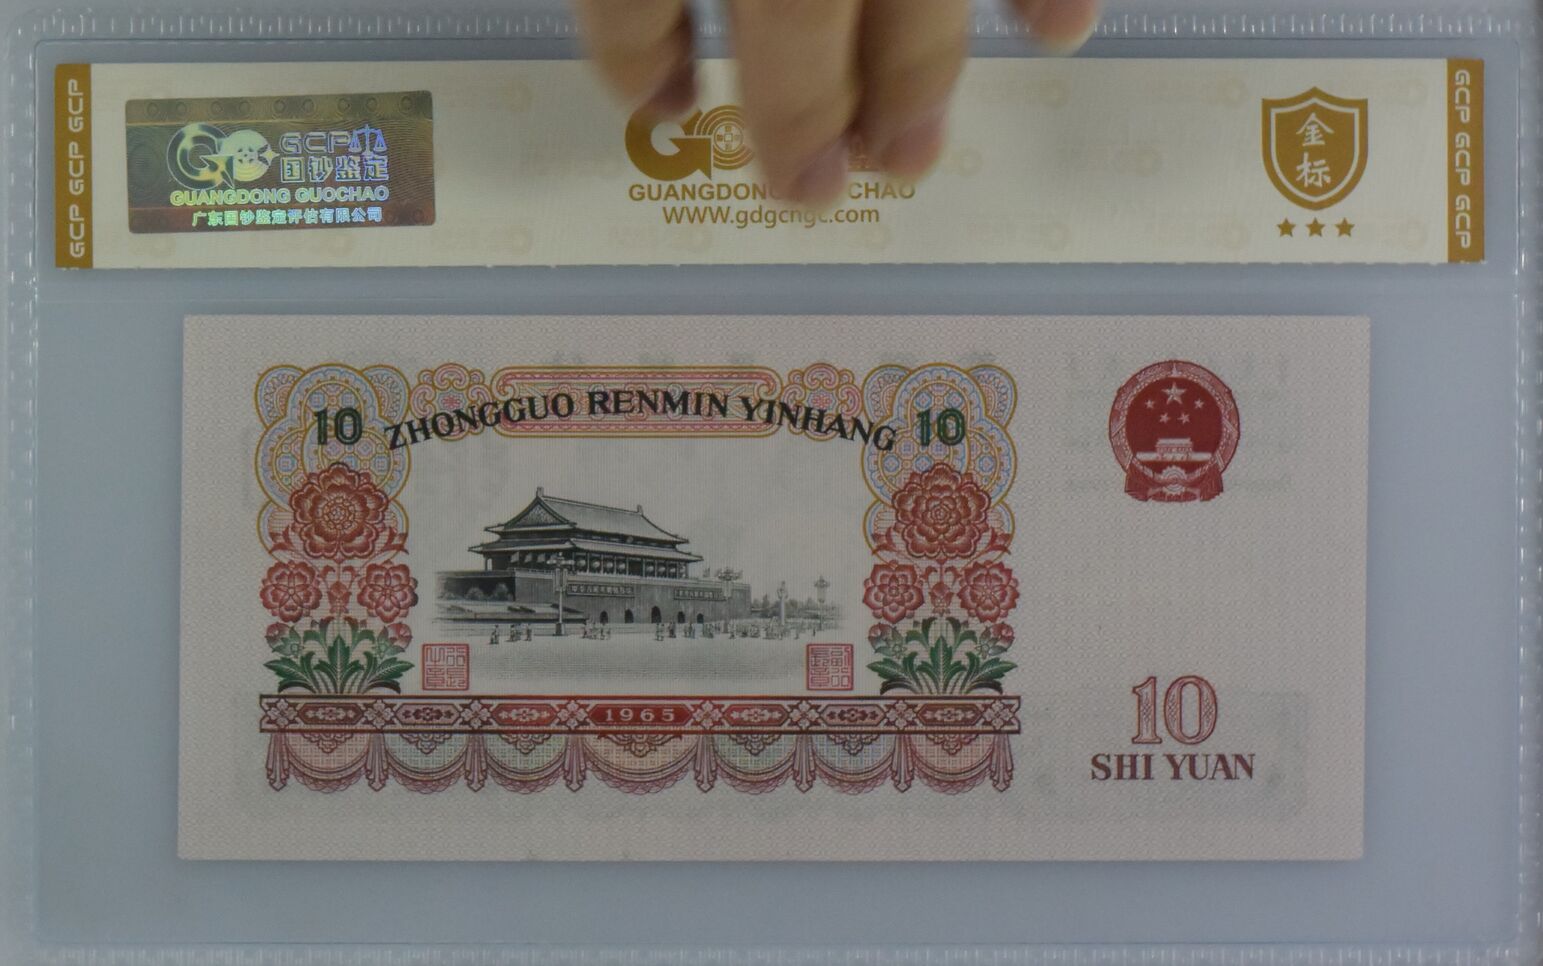 GCP GCP GCP
GCP
国钞鉴定
GUANGDONG GUOCHAO
广东国钞鉴定评估有限公司
CHAO
WWW.gdgcngc.com
金
标
GCP GCP GCP
10 ZHONGGUO RENMIN YINHANG 10
1965
10
SHI YUAN